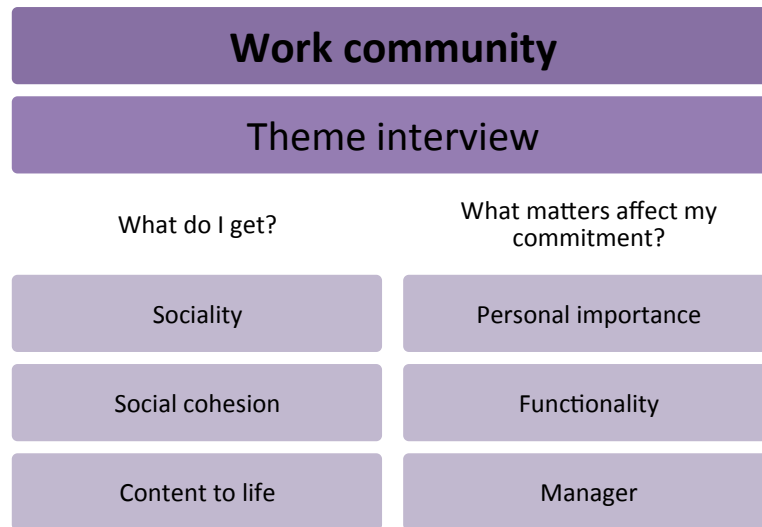 Work community
Theme interview
What do I get?
What matters affect my
commitment?
Sociality
Personal importance
Social cohesion
Functionality
Content to life
Manager